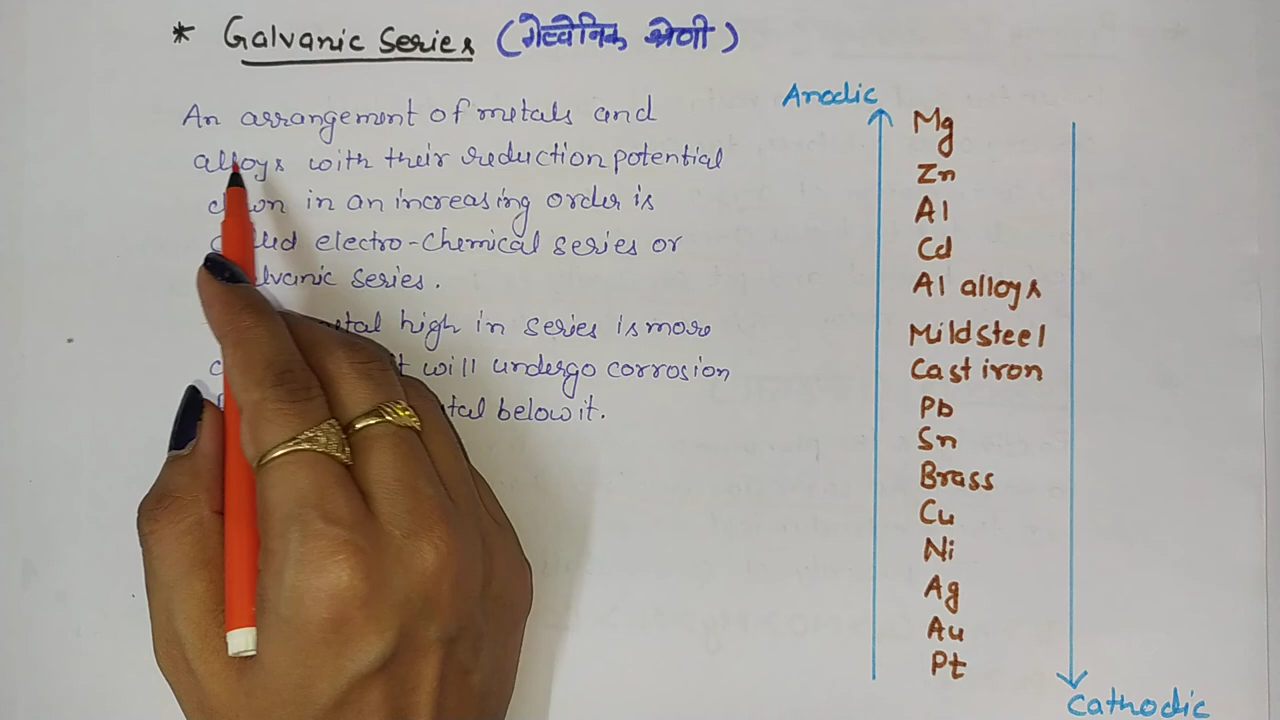 * Galvanic Series (गेल्वेनिक श्रेणी)
An arrangement of metals and
alloys with their reduction potential
in an increasing order is
electro-chemical series or
series.
high in series is more
will undergo corrosion
below it.
Anodic
Mg
Zn
Al
Cd
Al alloys
Mild steel
Cast iron
Pb
Sn
Brass
Cu
Ni
Ag
Au
Pt
Cathodic